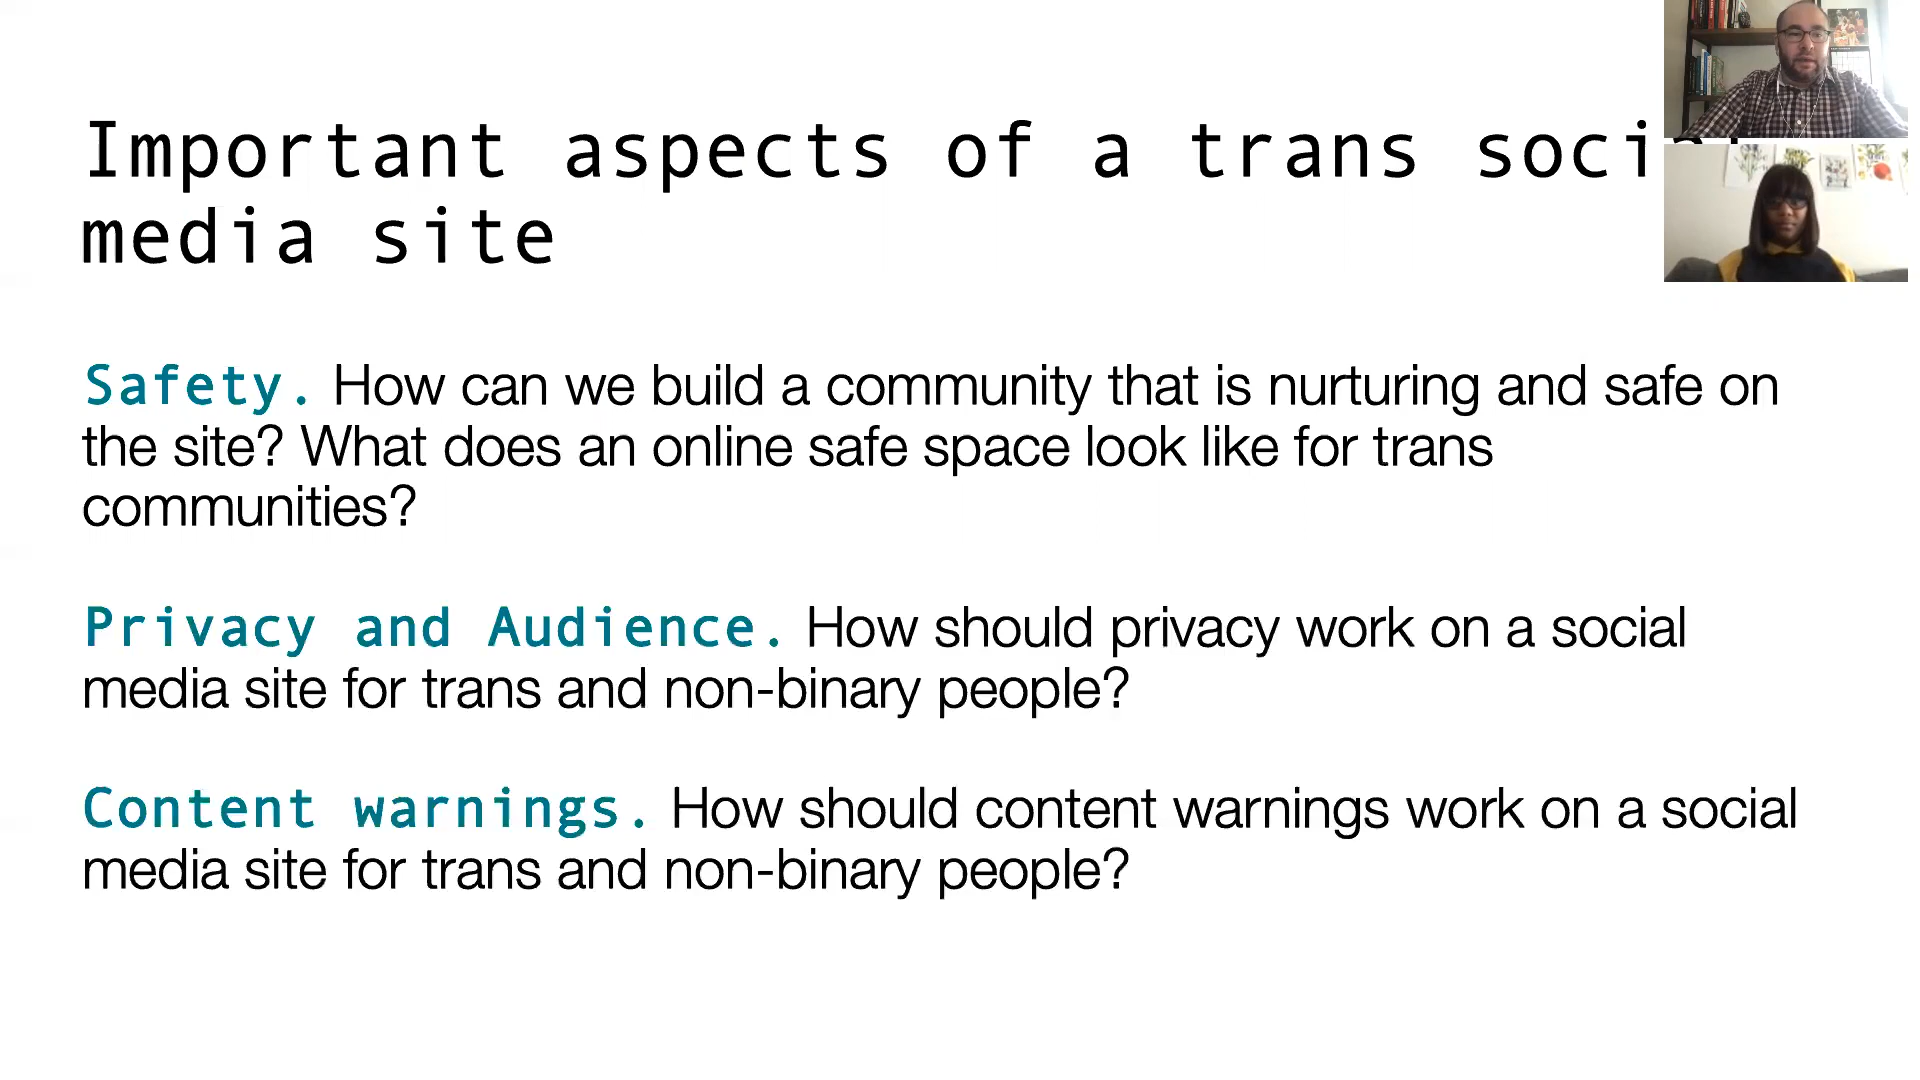 Important aspects of a trans social
media site
Safety. How can we build a community that is nurturing and safe on
the site? What does an online safe space look like for trans
communities?
Privacy and Audience. How should privacy work on a social
media site for trans and non-binary people?
Content warnings. How should content warnings work on a social
media site for trans and non-binary people?